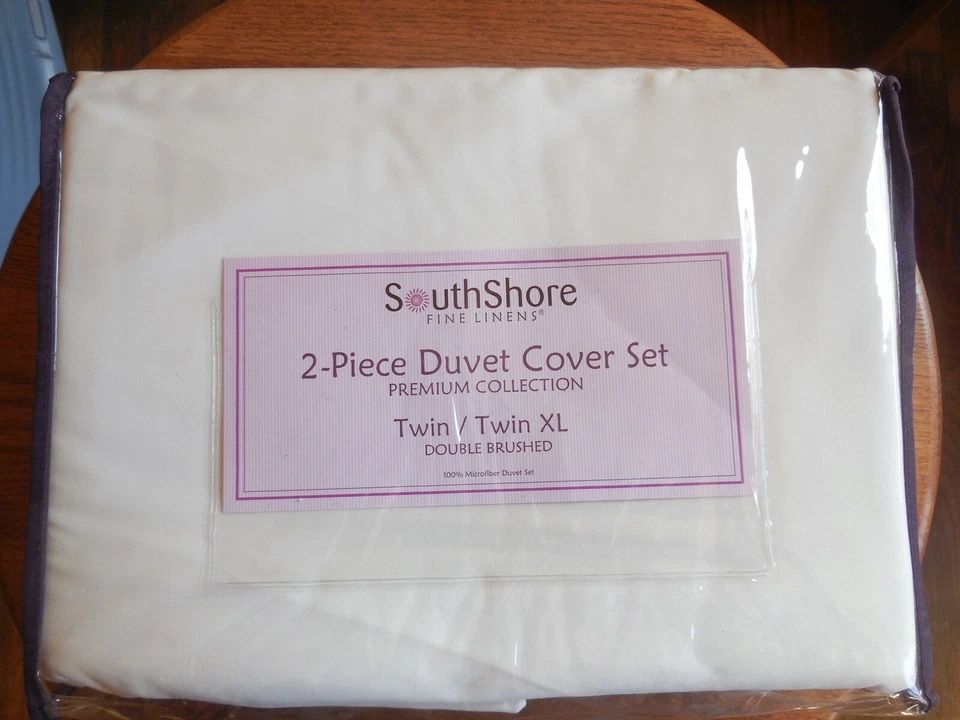 SouthShore
FINE LINENS®
2-Piece Duvet Cover Set
PREMIUM COLLECTION
Twin / Twin XL
DOUBLE BRUSHED
100% Microfiber Duvet Set